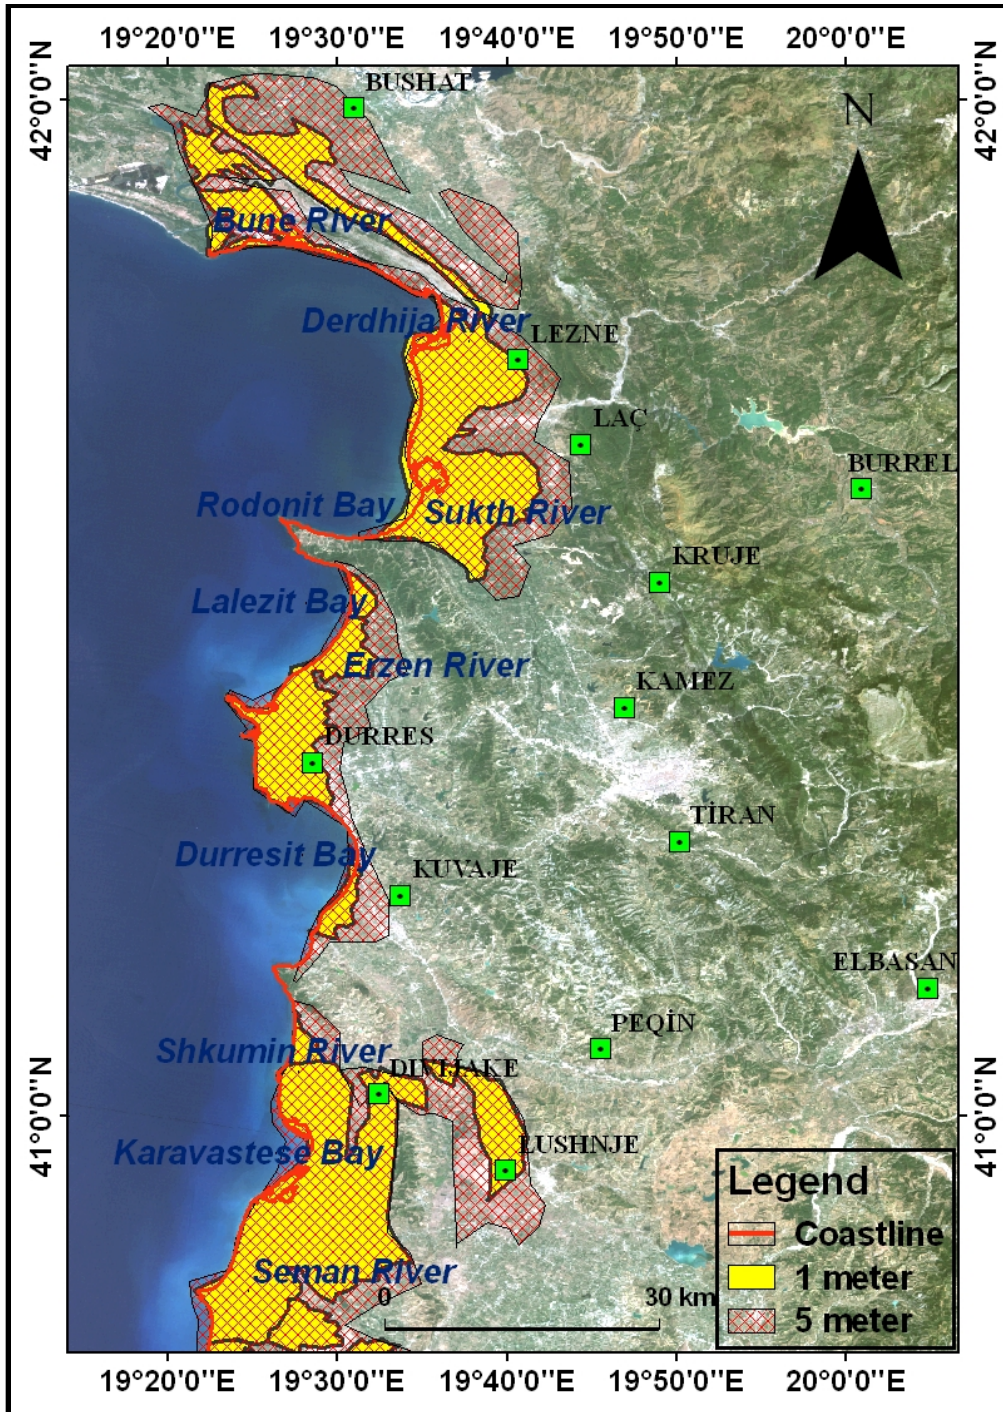 19°20'0"E 19°30'0"E 19°40'0"E 19°50'0"E 20°0'0"E
42°0'0"N
42°0'0"N
BUSHAT
N
Bune River
Derdhija River
LEZNE
LAÇ
BURREL
Rodonit Bay
Sukth River
KRUJE
Lalezit Bay
Erzen River
KAMEZ
DURRES
TİRAN
Durresit Bay
KUVAJE
ELBASAN
PEQİN
Shkumin River
DIVIJAKE
41°0'0"N
41°0'0"N
Karavastese Bay
LUSHNJE
Legend
Coastline
1 meter
5 meter
Seman River
0 30 km
19°20'0"E 19°30'0"E 19°40'0"E 19°50'0"E 20°0'0"E